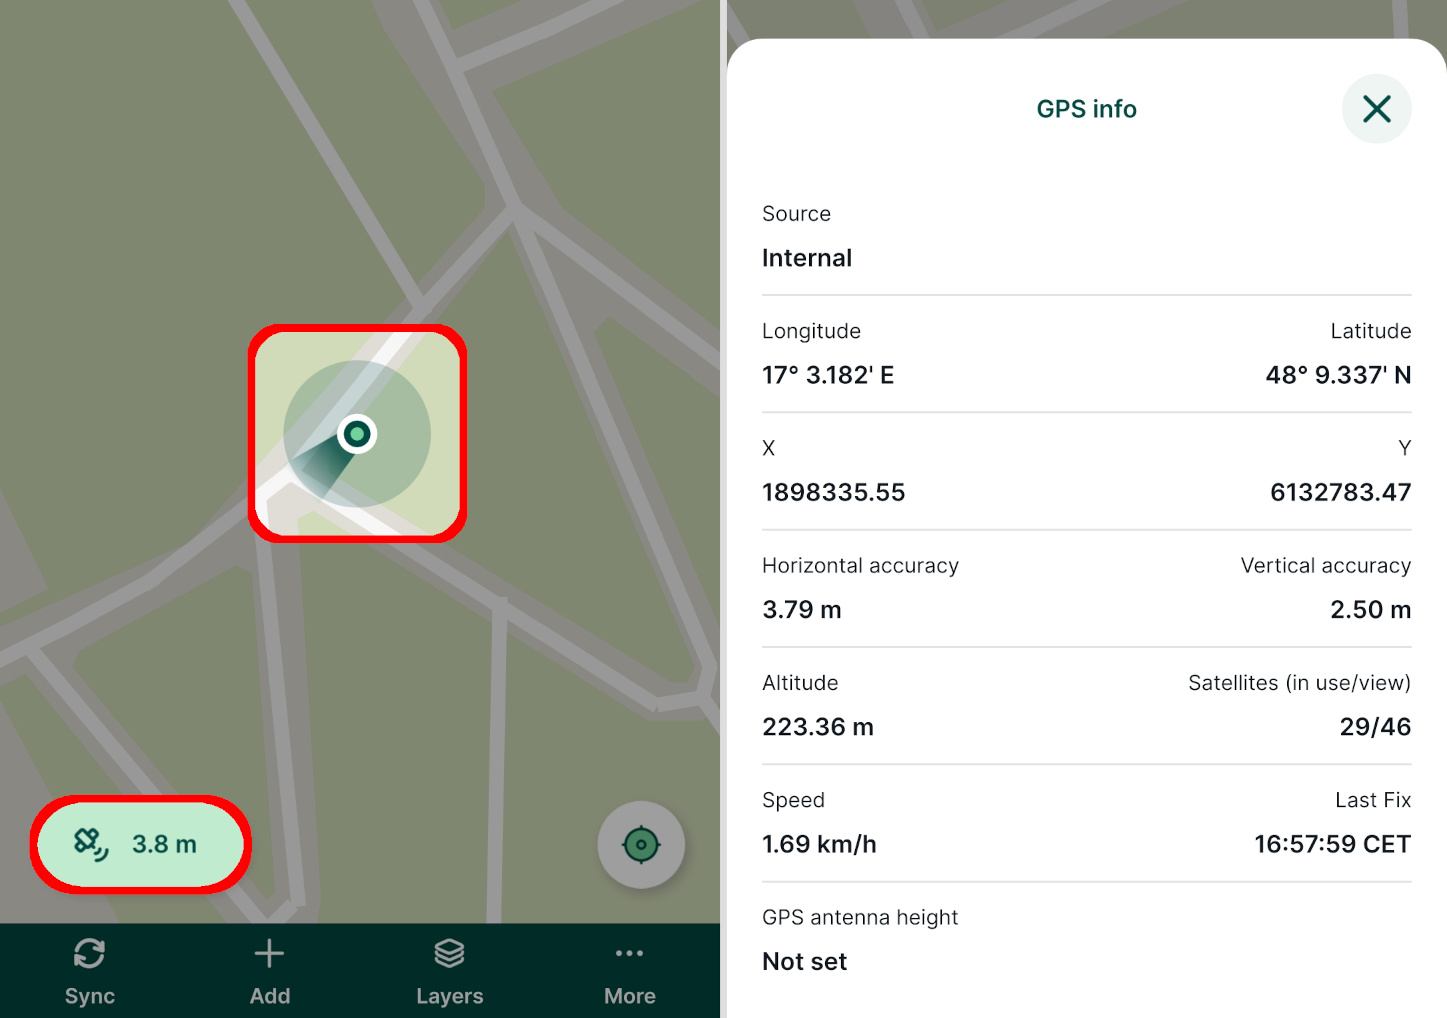 3.8 m
Sync
Add
Layers
More
GPS info
Source
Internal
Longitude
Latitude
17° 3.182' E
48° 9.337' N
X
Y
1898335.55
6132783.47
Horizontal accuracy
Vertical accuracy
3.79 m
2.50 m
Altitude
Satellites (in use/view)
223.36 m
29/46
Speed
Last Fix
1.69 km/h
16:57:59 CET
GPS antenna height
Not set